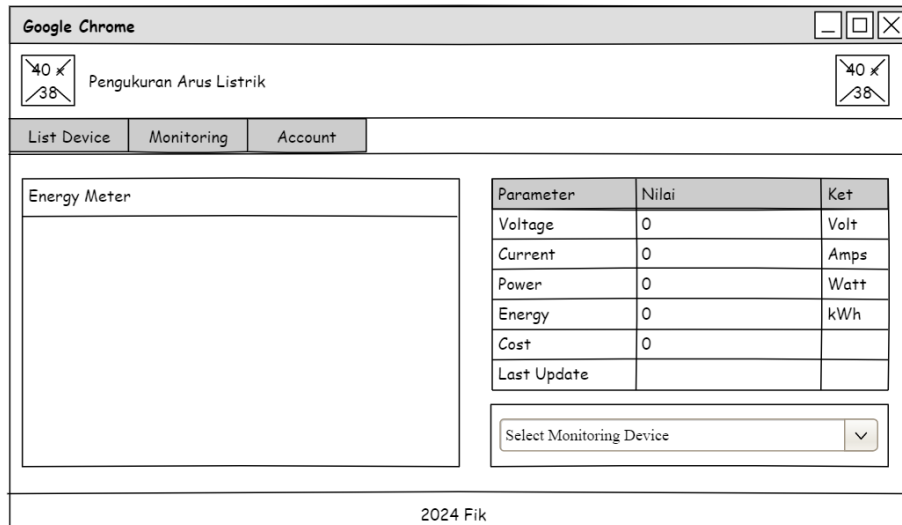 Google Chrome
40 x 38
Pengukuran Arus Listrik
40 x 38
List Device Monitoring Account
Energy Meter
Parameter Nilai Ket
Voltage 0 Volt
Current 0 Amps
Power 0 Watt
Energy 0 kWh
Cost 0
Last Update
Select Monitoring Device
2024 Fik